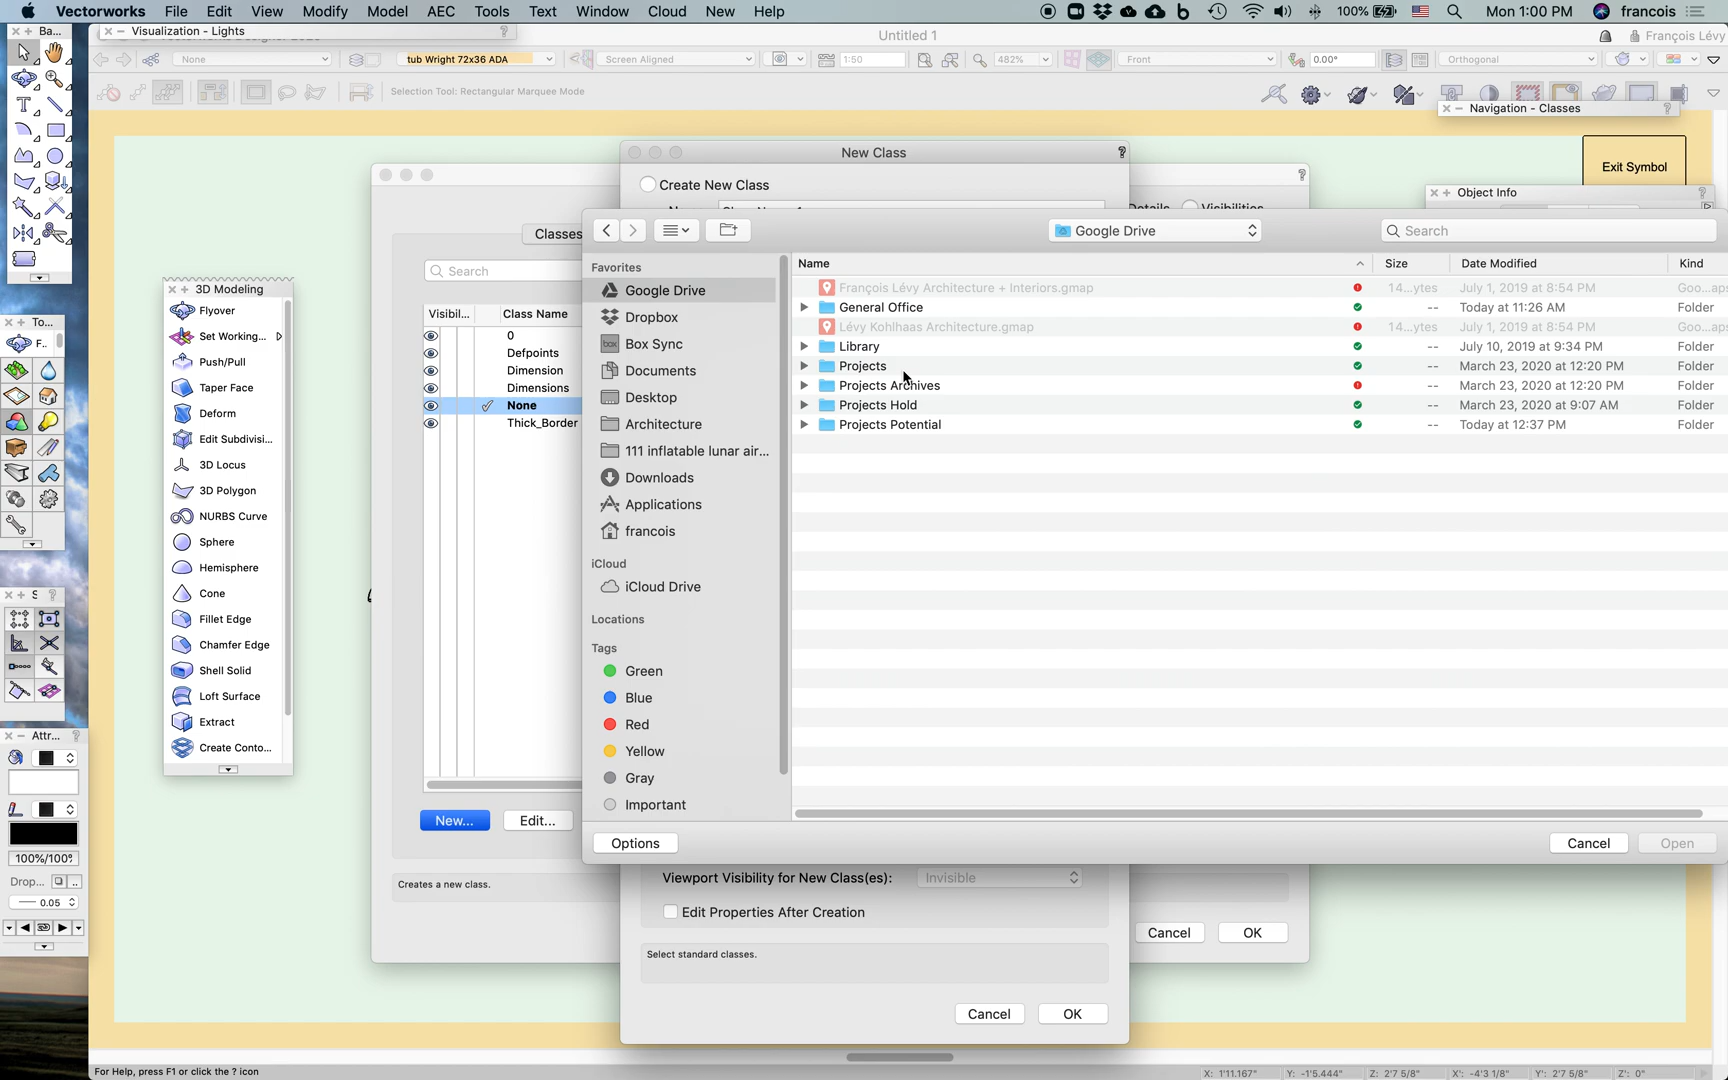 Vectorworks File Edit View Modify Model AEC Tools Text Window Cloud New Help 100% Mon 1:00 PM francois
Ba...
Visualization - Lights ?
Untitled 1
François Lévy
None
tub Wright 72x36 ADA
Screen Aligned
1:50
482%
Front
0.00°
Orthogonal
Selection Tool: Rectangular Marquee Mode
Navigation - Classes ?
Exit Symbol
Object Info ?
New Class ?
Create New Class
?
Details
Visibilities
Classes
Search
Visibil... Class Name
0
Defpoints
Dimension
Dimensions
None
Thick_Border
New...
Edit...
Creates a new class.
Google Drive
Search
Favorites
Google Drive
Dropbox
Box Sync
Documents
Desktop
Architecture
111 inflatable lunar air...
Downloads
Applications
francois
iCloud
iCloud Drive
Locations
Tags
Green
Blue
Red
Yellow
Gray
Important
Name Size Date Modified Kind
François Lévy Architecture + Interiors.gmap 14...ytes July 1, 2019 at 8:54 PM Goo...aps
General Office -- Today at 11:26 AM Folder
Lévy Kohlhaas Architecture.gmap 14...ytes July 1, 2019 at 8:54 PM Goo...aps
Library -- July 10, 2019 at 9:34 PM Folder
Projects -- March 23, 2020 at 12:20 PM Folder
Projects Archives -- March 23, 2020 at 12:20 PM Folder
Projects Hold -- March 23, 2020 at 9:07 AM Folder
Projects Potential -- Today at 12:37 PM Folder
Options
Cancel
Open
Viewport Visibility for New Class(es): Invisible
Edit Properties After Creation
Select standard classes.
Cancel OK
Cancel OK
3D Modeling
Flyover
Set Working...
Push/Pull
Taper Face
Deform
Edit Subdivisi...
3D Locus
3D Polygon
NURBS Curve
Sphere
Hemisphere
Cone
Fillet Edge
Chamfer Edge
Shell Solid
Loft Surface
Extract
Create Conto...
To...
F..
S ?
Attr... ?
100%/100%
Drop... ..
0.05
For Help, press F1 or click the ? icon
X: 1'11.167" Y: -1'5.444" Z: 2'7 5/8" X': -4'3 1/8" Y': 2'7 5/8" Z': 0"